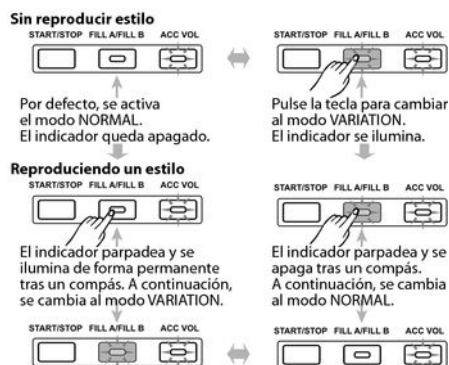 Sin reproducir estilo
START/STOP FILL A/FILL B ACC VOL
START/STOP FILL A/FILL B ACC VOL
Por defecto, se activa
el modo NORMAL.
El indicador queda apagado.
Pulse la tecla para cambiar
al modo VARIATION.
El indicador se ilumina.
Reproduciendo un estilo
START/STOP FILL A/FILL B ACC VOL
START/STOP FILL A/FILL B ACC VOL
El indicador parpadea y se
ilumina de forma permanente
tras un compás. A continuación,
se cambia al modo VARIATION.
El indicador parpadea y se
apaga tras un compás.
A continuación, se cambia
al modo NORMAL.
START/STOP FILL A/FILL B ACC VOL
START/STOP FILL A/FILL B ACC VOL